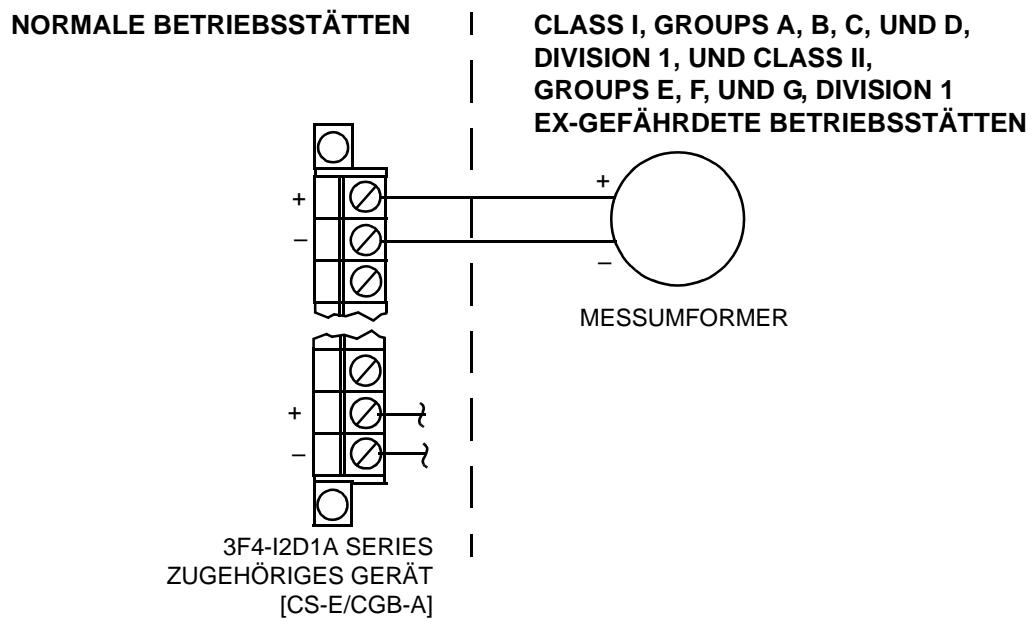 NORMALE BETRIEBSSTÄTTEN
CLASS I, GROUPS A, B, C, UND D,
DIVISION 1, UND CLASS II,
GROUPS E, F, UND G, DIVISION 1
EX-GEFÄHRDETE BETRIEBSSTÄTTEN
+
–
+
–
MESSUMFORMER
+
–
3F4-I2D1A SERIES
ZUGEHÖRIGES GERÄT
[CS-E/CGB-A]